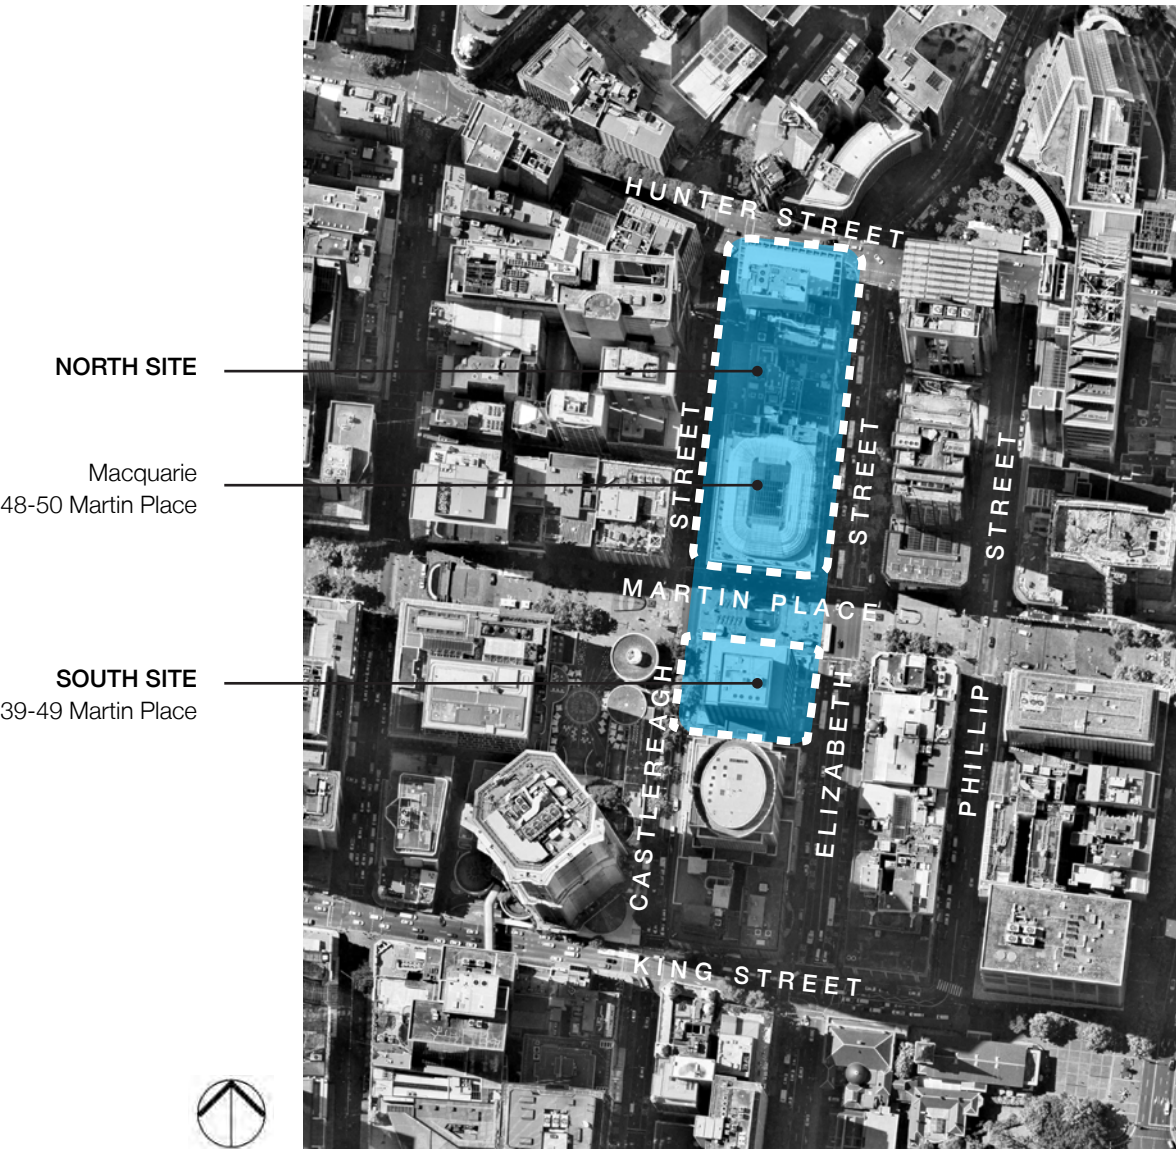 HUNTER STREET
NORTH SITE
Macquarie
48-50 Martin Place
STREET
STREET
STREET
MARTIN PLACE
SOUTH SITE
39-49 Martin Place
CASTLEREAGH
ELIZABETH
PHILLIP
KING STREET